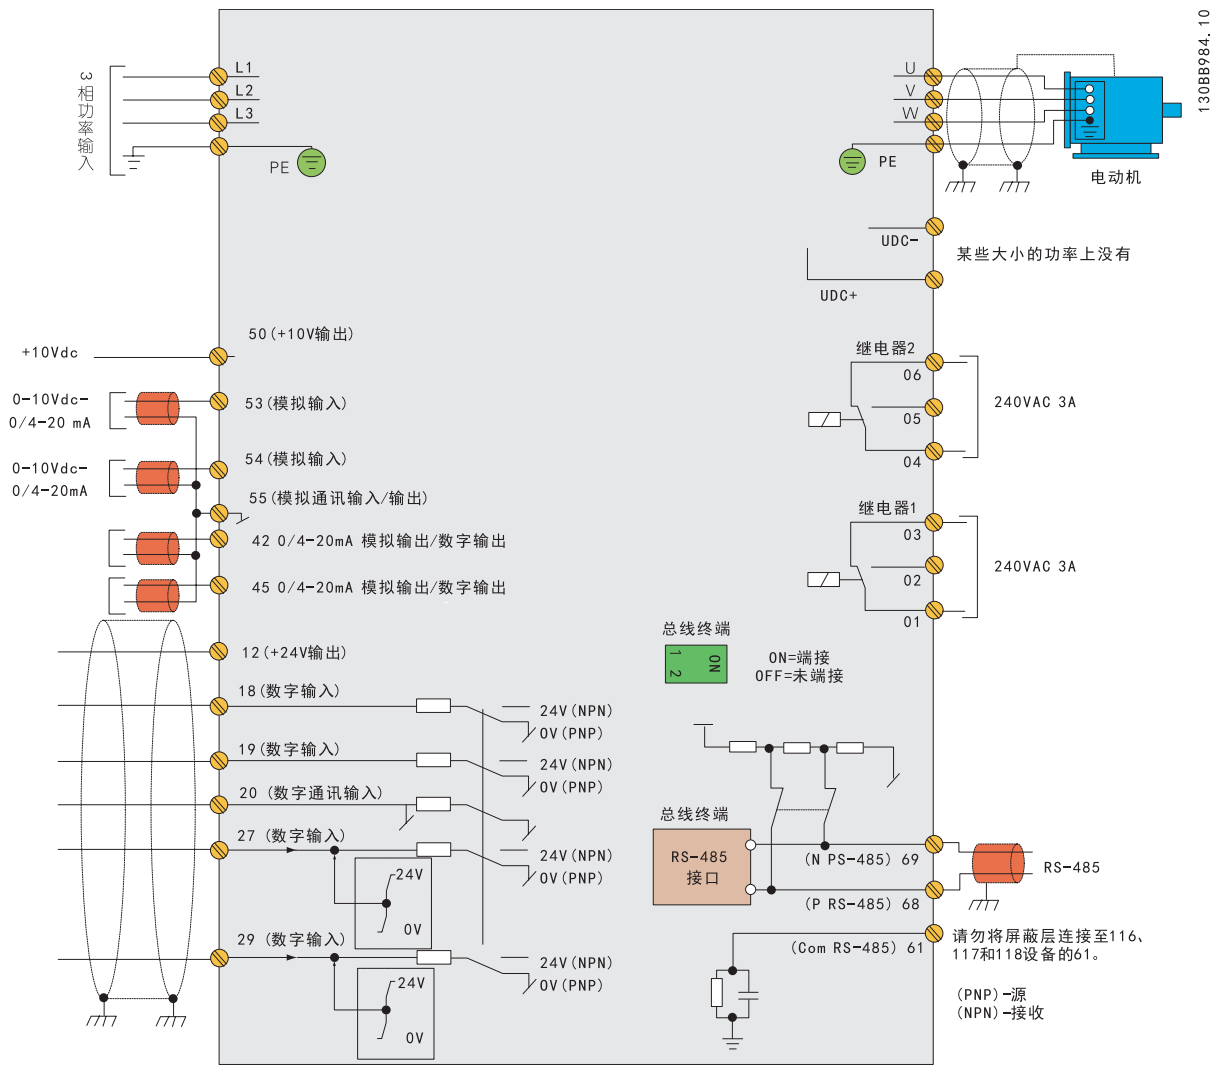 130BB984.10
3相功率输入
L1
L2
L3
PE
U
V
W
PE
电动机
UDC-
某些大小的功率上没有
UDC+
+10Vdc
50(+10V输出)
0-10Vdc-
0/4-20 mA
53(模拟输入)
0-10Vdc-
0/4-20mA
54(模拟输入)
55(模拟通讯输入/输出)
42 0/4-20mA 模拟输出/数字输出
45 0/4-20mA 模拟输出/数字输出
继电器2
06
05
04
240VAC 3A
继电器1
03
02
01
240VAC 3A
12(+24V输出)
18(数字输入)
24V(NPN)
0V(PNP)
19(数字输入)
24V(NPN)
0V(PNP)
20 (数字通讯输入)
27 (数字输入)
24V(NPN)
0V(PNP)
24V
0V
29 (数字输入)
24V(NPN)
0V(PNP)
24V
0V
总线终端
1
2
ON
ON=端接
OFF=未端接
总线终端
RS-485
接口
(N PS-485) 69
(P RS-485) 68
(Com RS-485) 61
RS-485
请勿将屏蔽层连接至116、
117和118设备的61。
(PNP)-源
(NPN)-接收